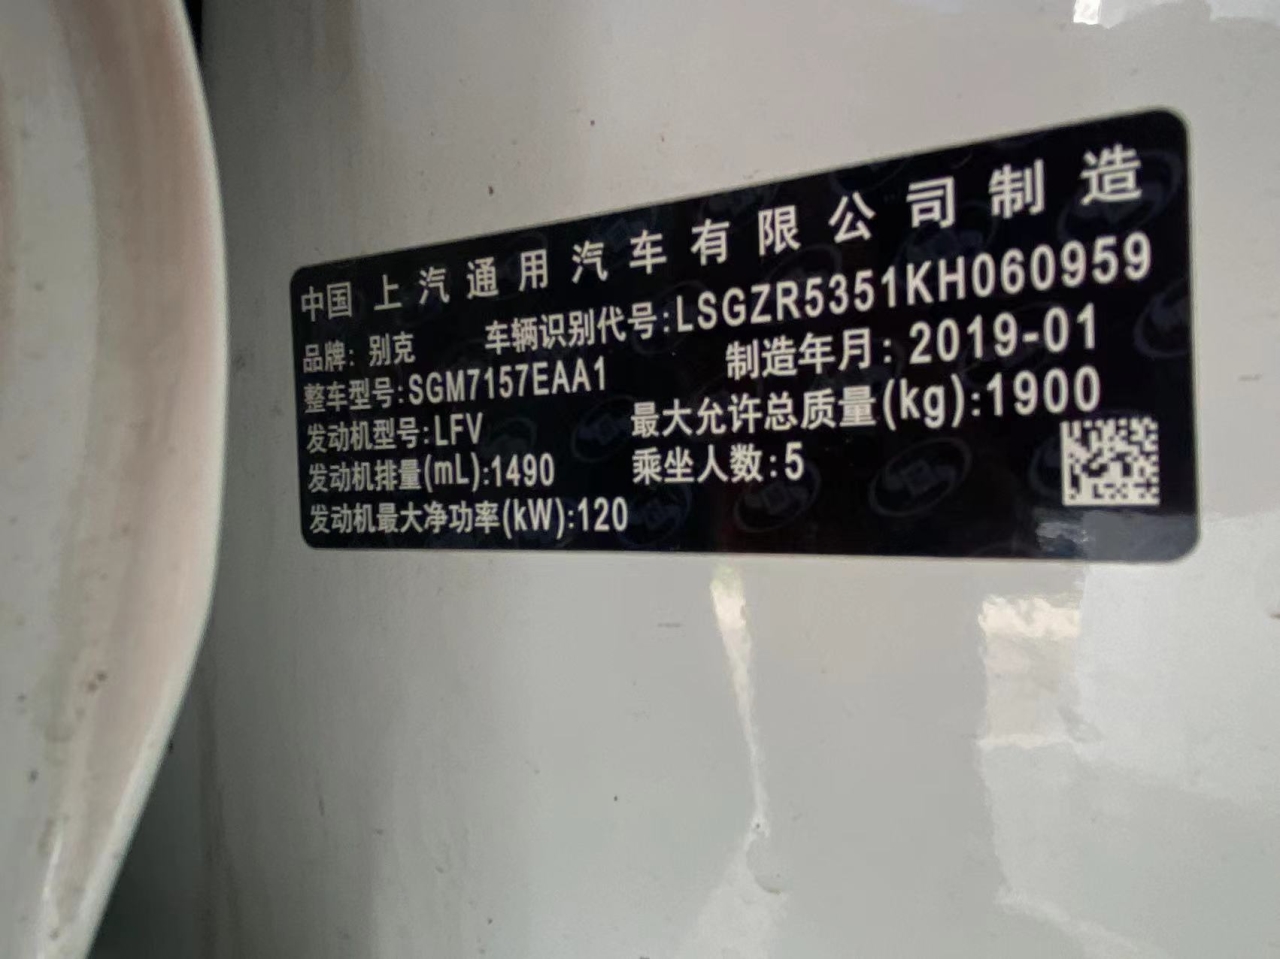 中国 上汽通用汽车有限公司制造
品牌: 别克 车辆识别代号:LSGZR5351KH060959
整车型号:SGM7157EAA1 制造年月: 2019-01
发动机型号:LFV 最大允许总质量(kg):1900
发动机排量(mL):1490 乘坐人数:5
发动机最大净功率(kW):120